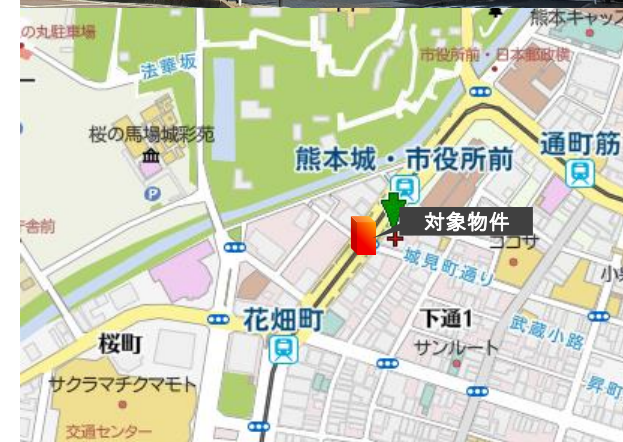 熊本キャッス
の丸駐車場
市役所前・日本郵政横
法華坂
桜の馬場城彩苑
熊本城・市役所前
通町筋
P
対象物件
舎前
ココサ
城見町通り
小泉
花畑町
下通1
武蔵小路
桜町
サンルート
サクラマチクマモト
昇町
交通センター